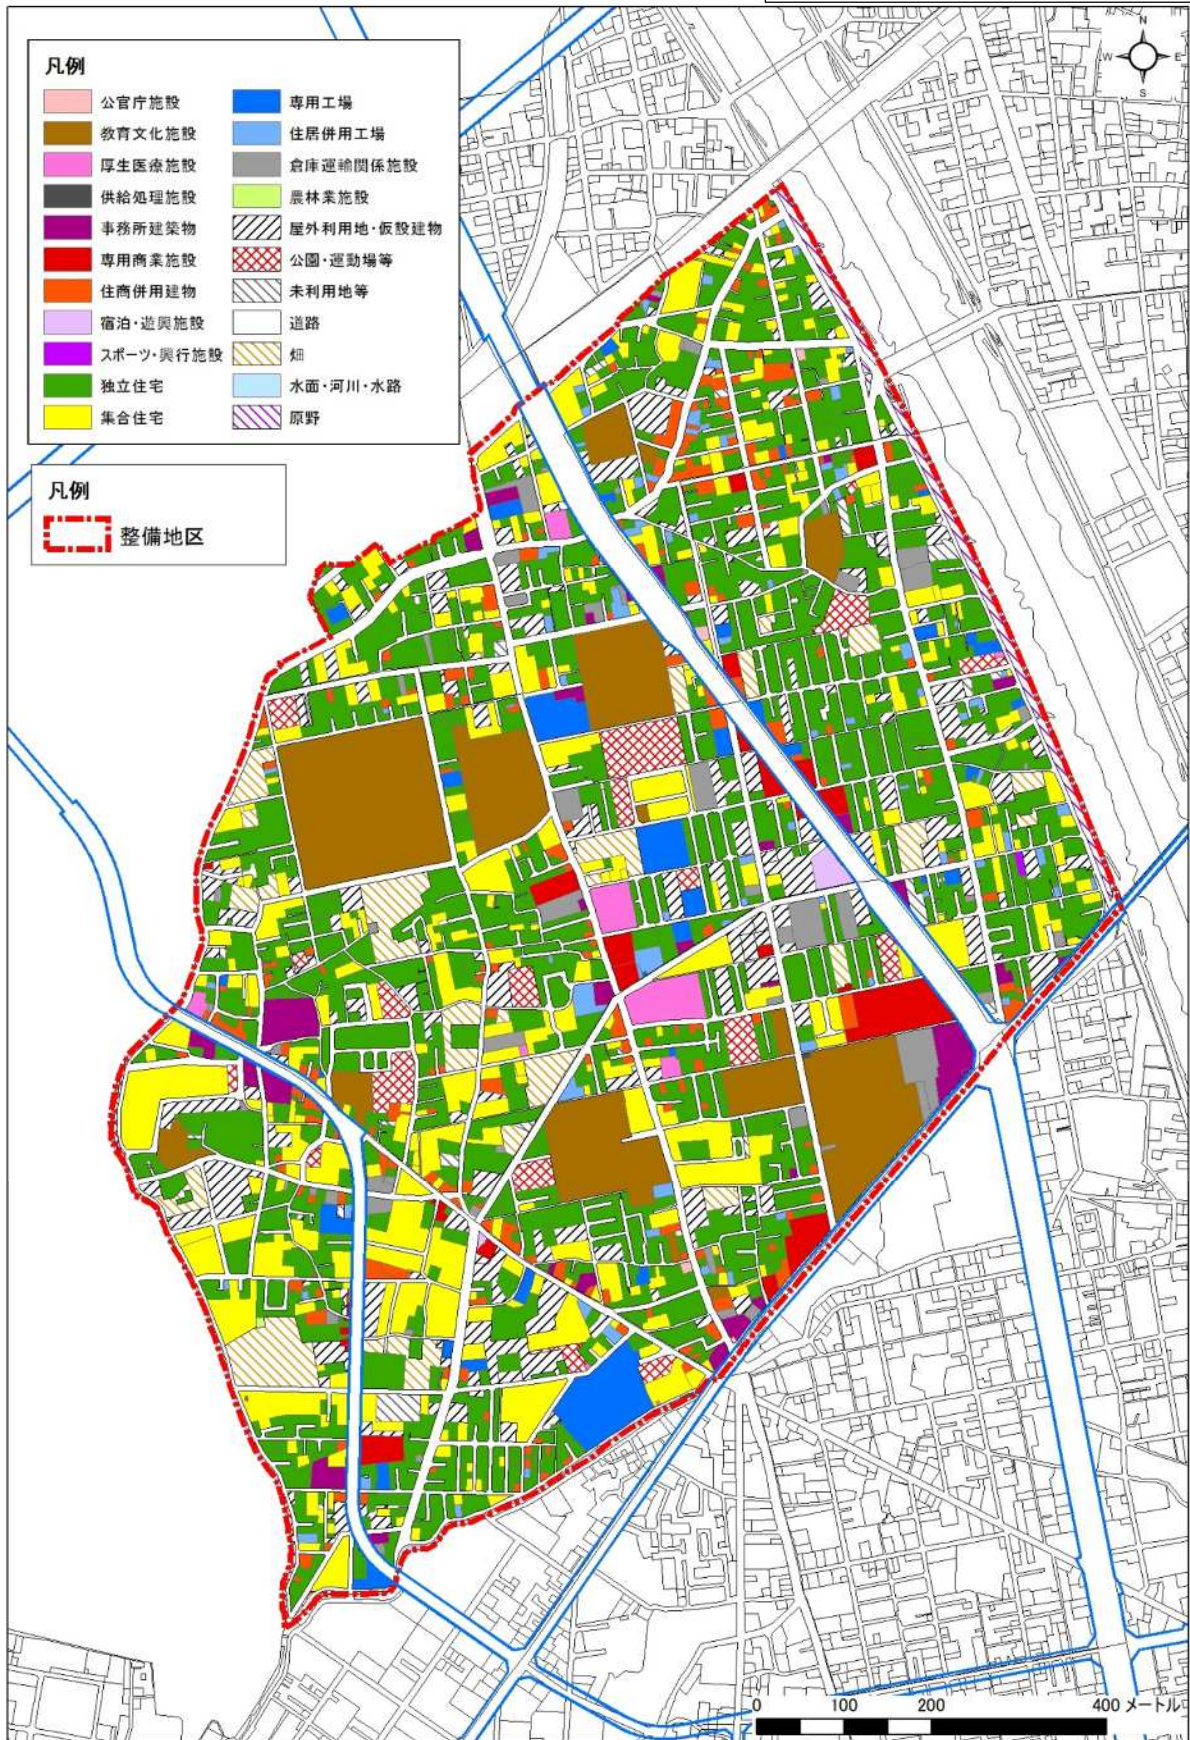 N
W
E
S
凡例
公官庁施設
教育文化施設
厚生医療施設
供給処理施設
事務所建築物
専用商業施設
住商併用建物
宿泊・遊興施設
スポーツ・興行施設
独立住宅
集合住宅
専用工場
住居併用工場
倉庫運輸関係施設
農林業施設
屋外利用地・仮設建物
公園・運動場等
未利用地等
道路
畑
水面・河川・水路
原野
凡例
整備地区
0 100 200 400 メートル